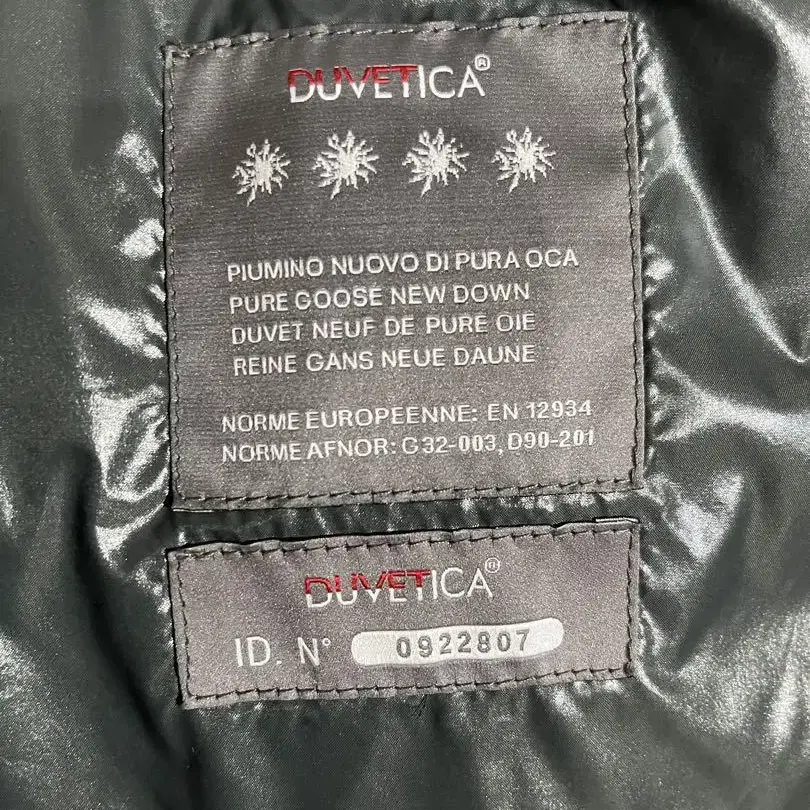 DUVETICA®
PIUMINO NUOVO DI PURA OCA
PURE GOOSE NEW DOWN
DUVET NEUF DE PURE OIE
REINE GANS NEUE DAUNE
NORME EUROPEENNE: EN 12934
NORME AFNOR: G32-003, D90-201
DUVETICA®
ID. N° 0922807